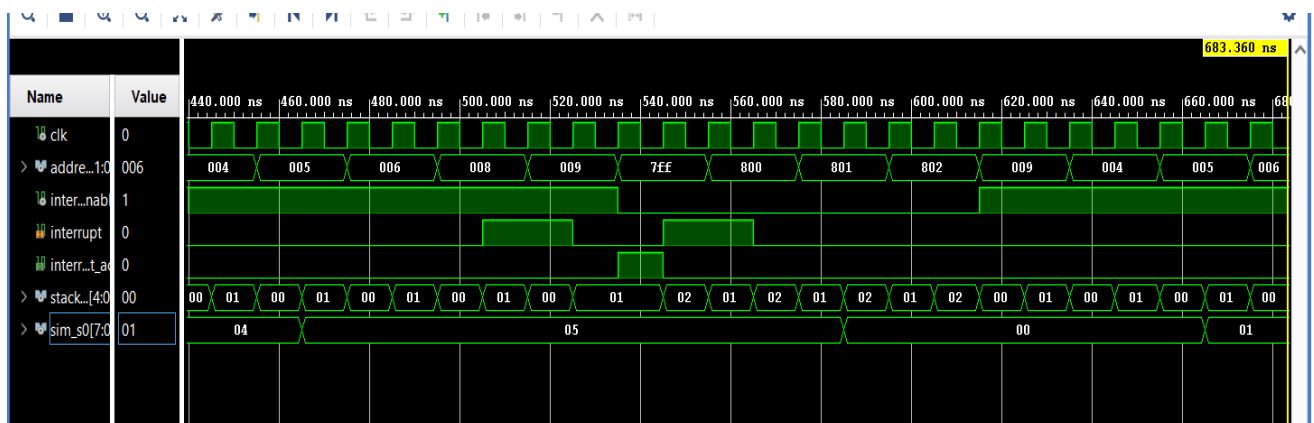 683.360 ns
Name Value
440.000 ns 460.000 ns 480.000 ns 500.000 ns 520.000 ns 540.000 ns 560.000 ns 580.000 ns 600.000 ns 620.000 ns 640.000 ns 660.000 ns 68
clk 0
addre...1:0 006 004 005 006 008 009 7ff 800 801 802 009 004 005 006
inter...nabl 1
interrupt 0
interr...t_ac 0
stack...[4:0 00 00 01 00 01 00 01 00 01 00 01 02 01 02 01 02 01 02 00 01 00 01 00 01 00
sim_s0[7:0 01 04 05 00 01